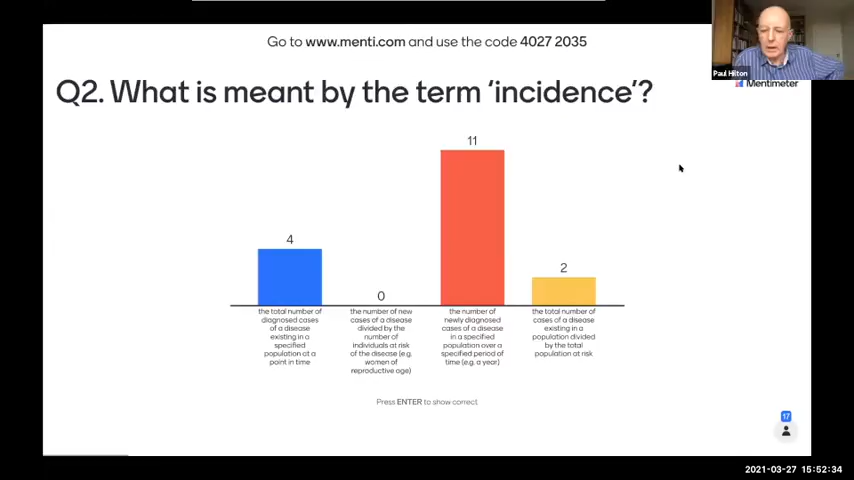 Go to www.menti.com and use the code 4027 2035
Paul Hilton
Mentimeter
Q2. What is meant by the term ‘incidence’?
4
0
11
2
the total number of
diagnosed cases
of a disease
existing in a
specified
population at a
point in time
the number of new
cases of a disease
divided by the
number of
individuals at risk
of the disease (e.g.
women of
reproductive age)
the number of
newly diagnosed
cases of a disease
in a specified
population over a
specified period of
time (e.g. a year)
the total number of
cases of a disease
existing in a
population divided
by the total
population at risk
Press ENTER to show correct
17
2021-03-27 15:52:34